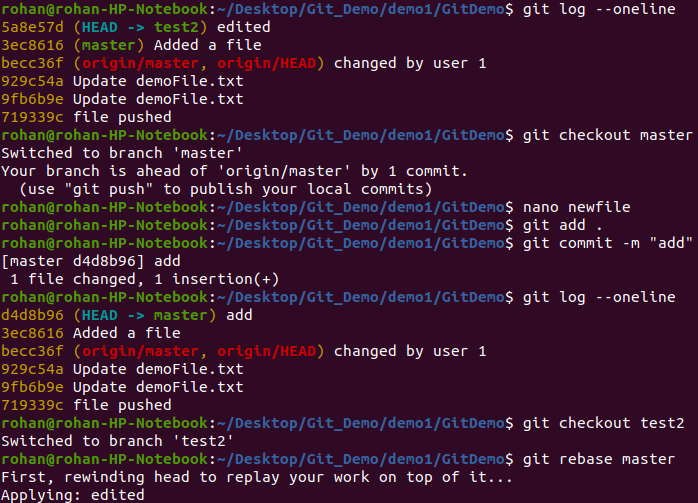 rohan@rohan-HP-Notebook:~/Desktop/Git_Demo/demo1/GitDemo$ git log --oneline
5a8e57d (HEAD -> test2) edited
3ec8616 (master) Added a file
becc36f (origin/master, origin/HEAD) changed by user 1
929c54a Update demoFile.txt
9fb6b9e Update demoFile.txt
719339c file pushed
rohan@rohan-HP-Notebook:~/Desktop/Git_Demo/demo1/GitDemo$ git checkout master
Switched to branch 'master'
Your branch is ahead of 'origin/master' by 1 commit.
  (use "git push" to publish your local commits)
rohan@rohan-HP-Notebook:~/Desktop/Git_Demo/demo1/GitDemo$ nano newfile
rohan@rohan-HP-Notebook:~/Desktop/Git_Demo/demo1/GitDemo$ git add .
rohan@rohan-HP-Notebook:~/Desktop/Git_Demo/demo1/GitDemo$ git commit -m "add"
[master d4d8b96] add
 1 file changed, 1 insertion(+)
rohan@rohan-HP-Notebook:~/Desktop/Git_Demo/demo1/GitDemo$ git log --oneline
d4d8b96 (HEAD -> master) add
3ec8616 Added a file
becc36f (origin/master, origin/HEAD) changed by user 1
929c54a Update demoFile.txt
9fb6b9e Update demoFile.txt
719339c file pushed
rohan@rohan-HP-Notebook:~/Desktop/Git_Demo/demo1/GitDemo$ git checkout test2
Switched to branch 'test2'
rohan@rohan-HP-Notebook:~/Desktop/Git_Demo/demo1/GitDemo$ git rebase master
First, rewinding head to replay your work on top of it...
Applying: edited